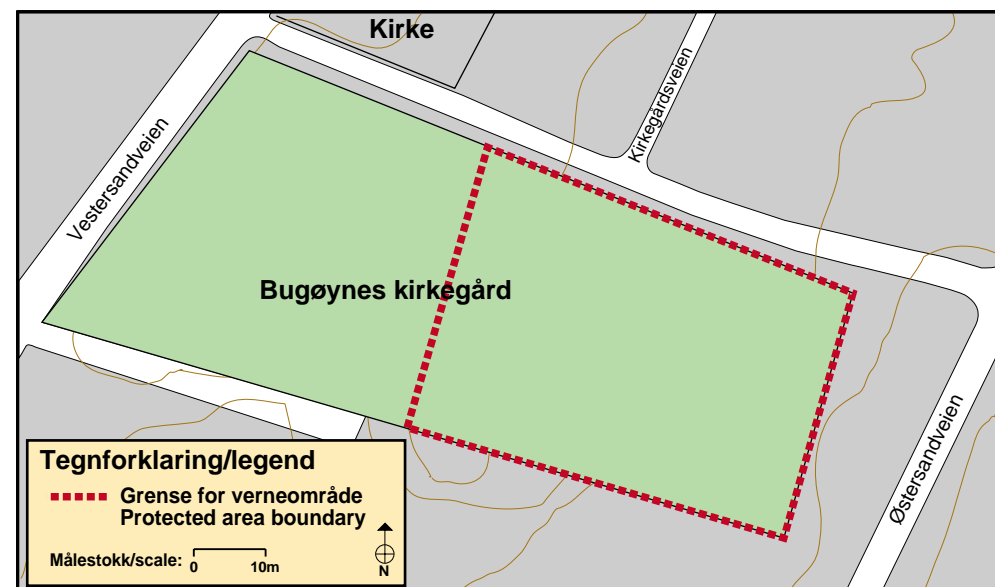 Kirke
Kirkegårdsveien
Vestersandveien
Bugøynes kirkegård
Østersandveien
Tegnforklaring/legend
Grense for verneområde
Protected area boundary
Målestokk/scale: 0 10m
N